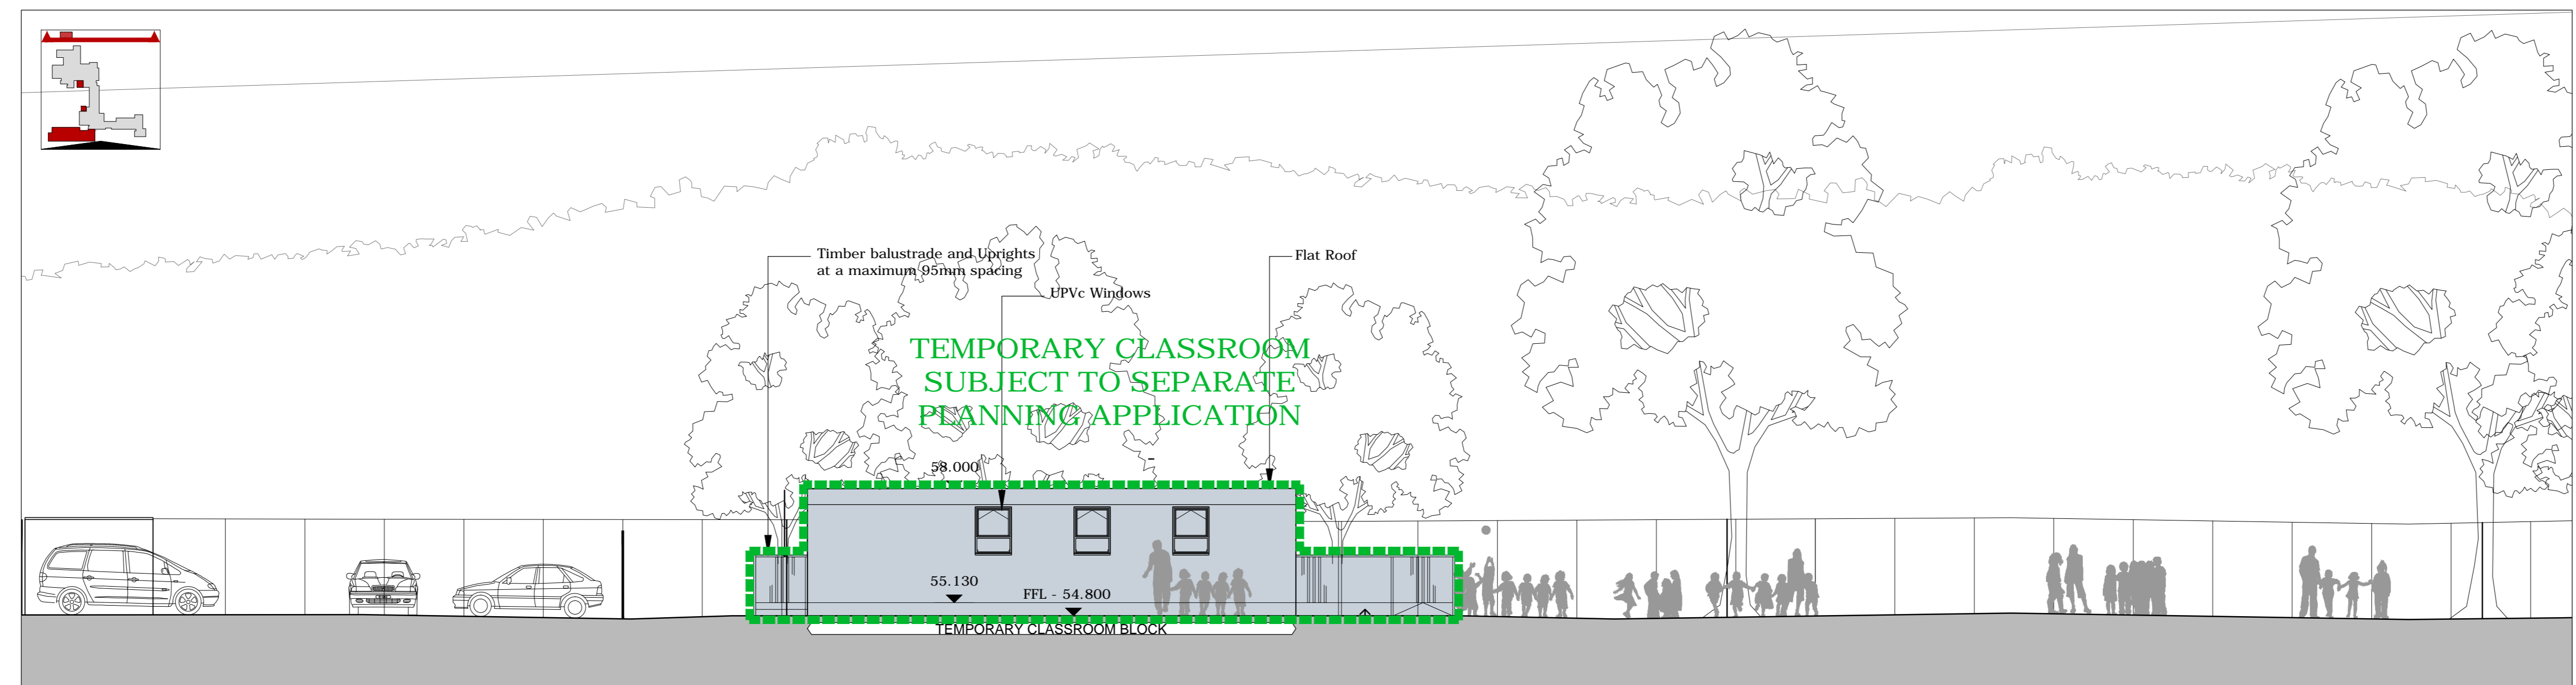 Timber balustrade and Uprights
at a maximum 95mm spacing
Flat Roof
UPVc Windows
TEMPORARY CLASSROOM
SUBJECT TO SEPARATE
PLANNING APPLICATION
58.000
55.130
FFL - 54.800
TEMPORARY CLASSROOM BLOCK